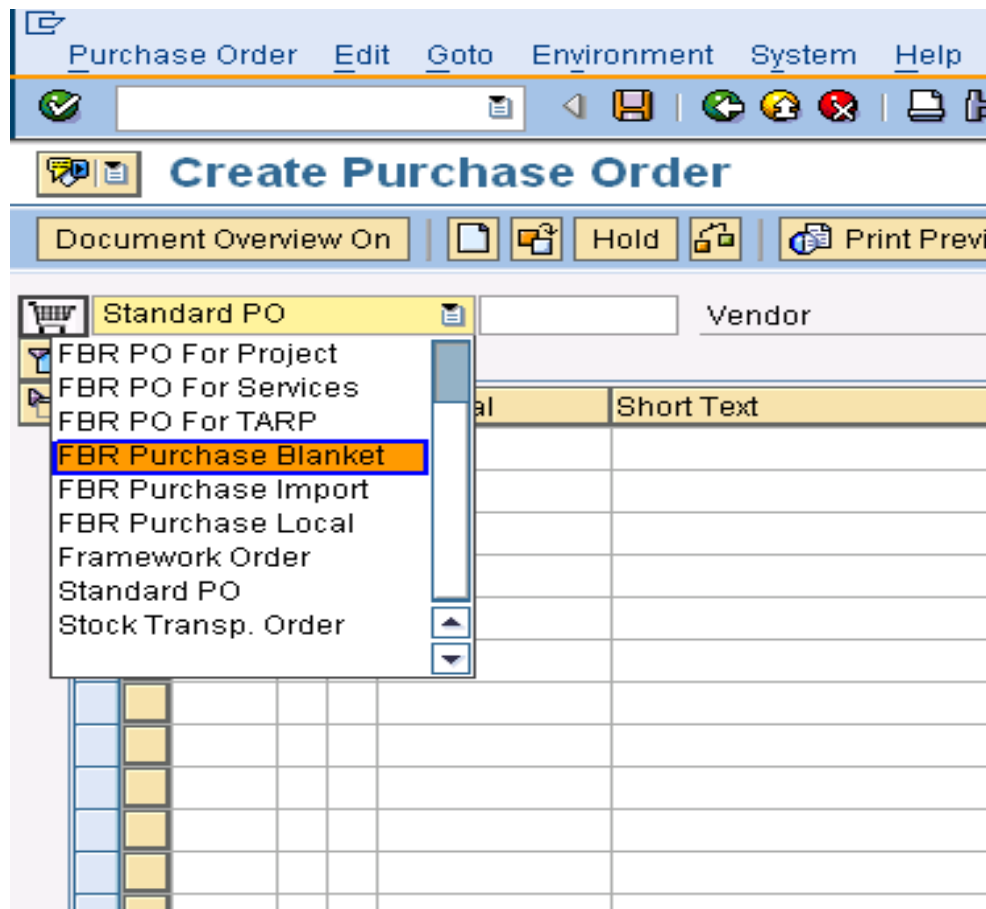 Purchase Order Edit Goto Environment System Help
Create Purchase Order
Document Overview On Hold Print Previ
Standard PO Vendor
FBR PO For Project
FBR PO For Services
FBR PO For TARP
al Short Text
FBR Purchase Blanket
FBR Purchase Import
FBR Purchase Local
Framework Order
Standard PO
Stock Transp. Order